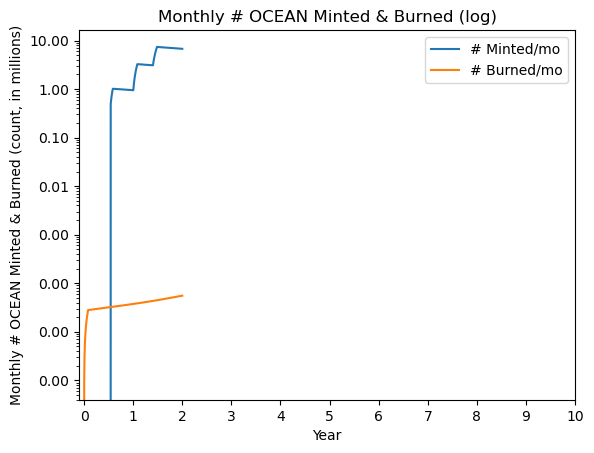 Monthly # OCEAN Minted & Burned (log)
Monthly # OCEAN Minted & Burned (count, in millions)
10.00
1.00
0.10
0.01
0.00
0.00
0.00
0.00
# Minted/mo
# Burned/mo
0 1 2 3 4 5 6 7 8 9 10
Year